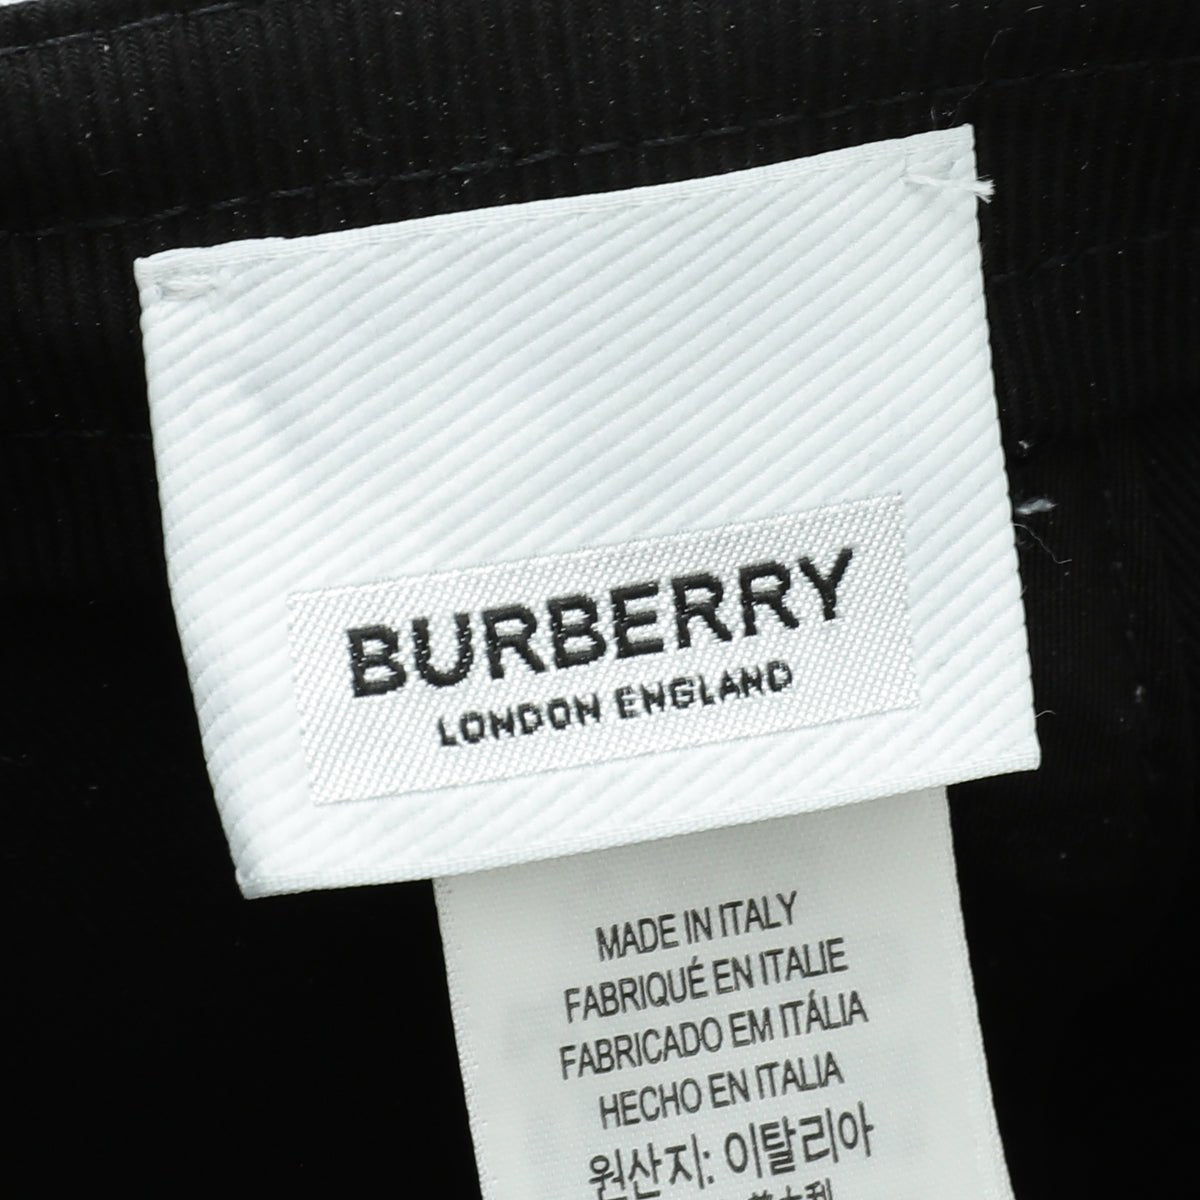 BURBERRY
LONDON ENGLAND
MADE IN ITALY
FABRIQUÉ EN ITALIE
FABRICADO EM ITÁLIA
HECHO EN ITALIA
원산지: 이탈리아